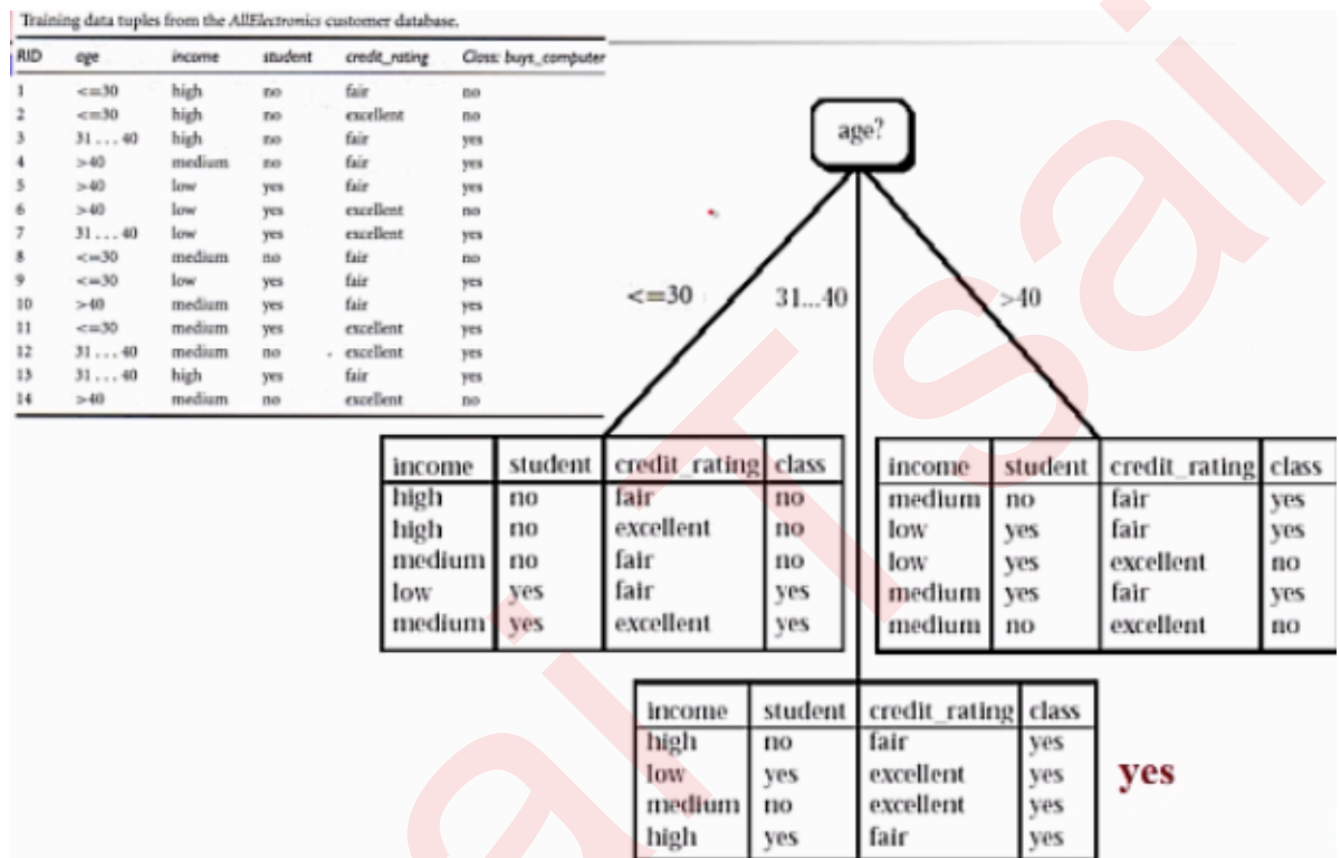 Training data tuples from the AllElectronics customer database.
RID age income student credit_rating Class: buys_computer
1 <=30 high no fair no
2 <=30 high no excellent no
3 31...40 high no fair yes
4 >40 medium no fair yes
5 >40 low yes fair yes
6 >40 low yes excellent no
7 31...40 low yes excellent yes
8 <=30 medium no fair no
9 <=30 low yes fair yes
10 >40 medium yes fair yes
11 <=30 medium yes excellent yes
12 31...40 medium no excellent yes
13 31...40 high yes fair yes
14 >40 medium no excellent no
age?
<=30
31...40
>40
income student credit_rating class
high no fair no
high no excellent no
medium no fair no
low yes fair yes
medium yes excellent yes
income student credit_rating class
medium no fair yes
low yes fair yes
low yes excellent no
medium yes fair yes
medium no excellent no
income student credit_rating class
high no fair yes
low yes excellent yes
medium no excellent yes
high yes fair yes
yes
Tsai